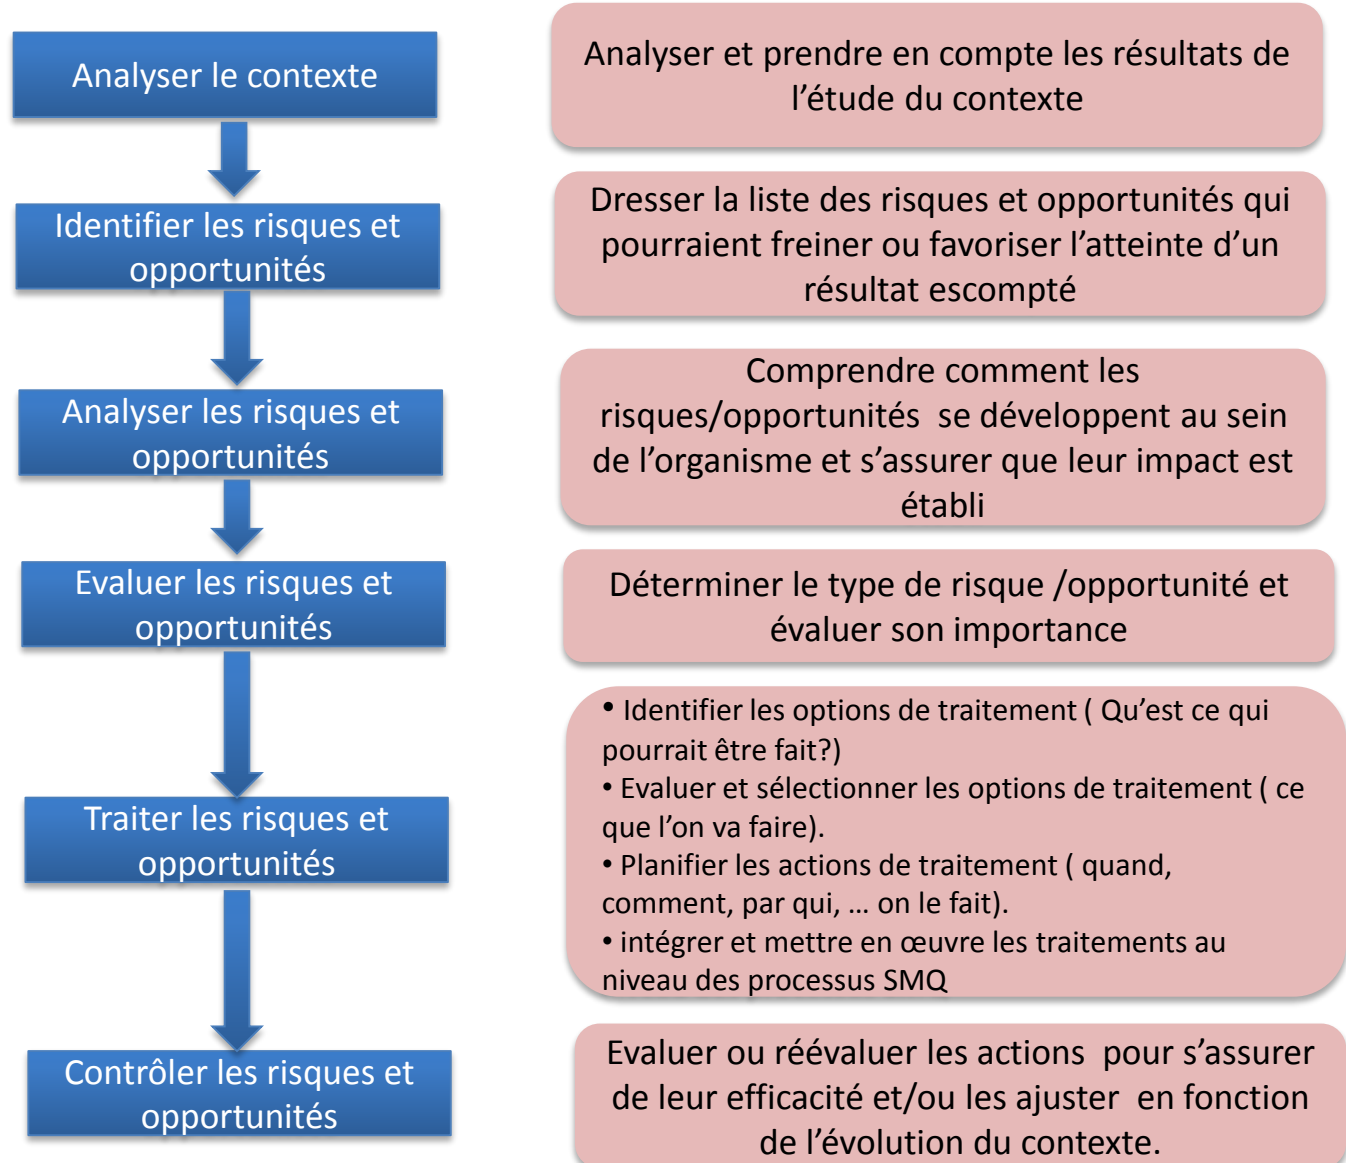 Analyser le contexte
Analyser et prendre en compte les résultats de
l’étude du contexte
Identifier les risques et
opportunités
Dresser la liste des risques et opportunités qui
pourraient freiner ou favoriser l’atteinte d’un
résultat escompté
Analyser les risques et
opportunités
Comprendre comment les
risques/opportunités  se développent au sein
de l’organisme et s’assurer que leur impact est
établi
Evaluer les risques et
opportunités
Déterminer le type de risque /opportunité et
évaluer son importance
Traiter les risques et
opportunités
• Identifier les options de traitement ( Qu’est ce qui
pourrait être fait?)
• Evaluer et sélectionner les options de traitement ( ce
que l’on va faire).
• Planifier les actions de traitement ( quand,
comment, par qui, … on le fait).
• intégrer et mettre en œuvre les traitements au
niveau des processus SMQ
Contrôler les risques et
opportunités
Evaluer ou réévaluer les actions  pour s’assurer
de leur efficacité et/ou les ajuster  en fonction
de l’évolution du contexte.